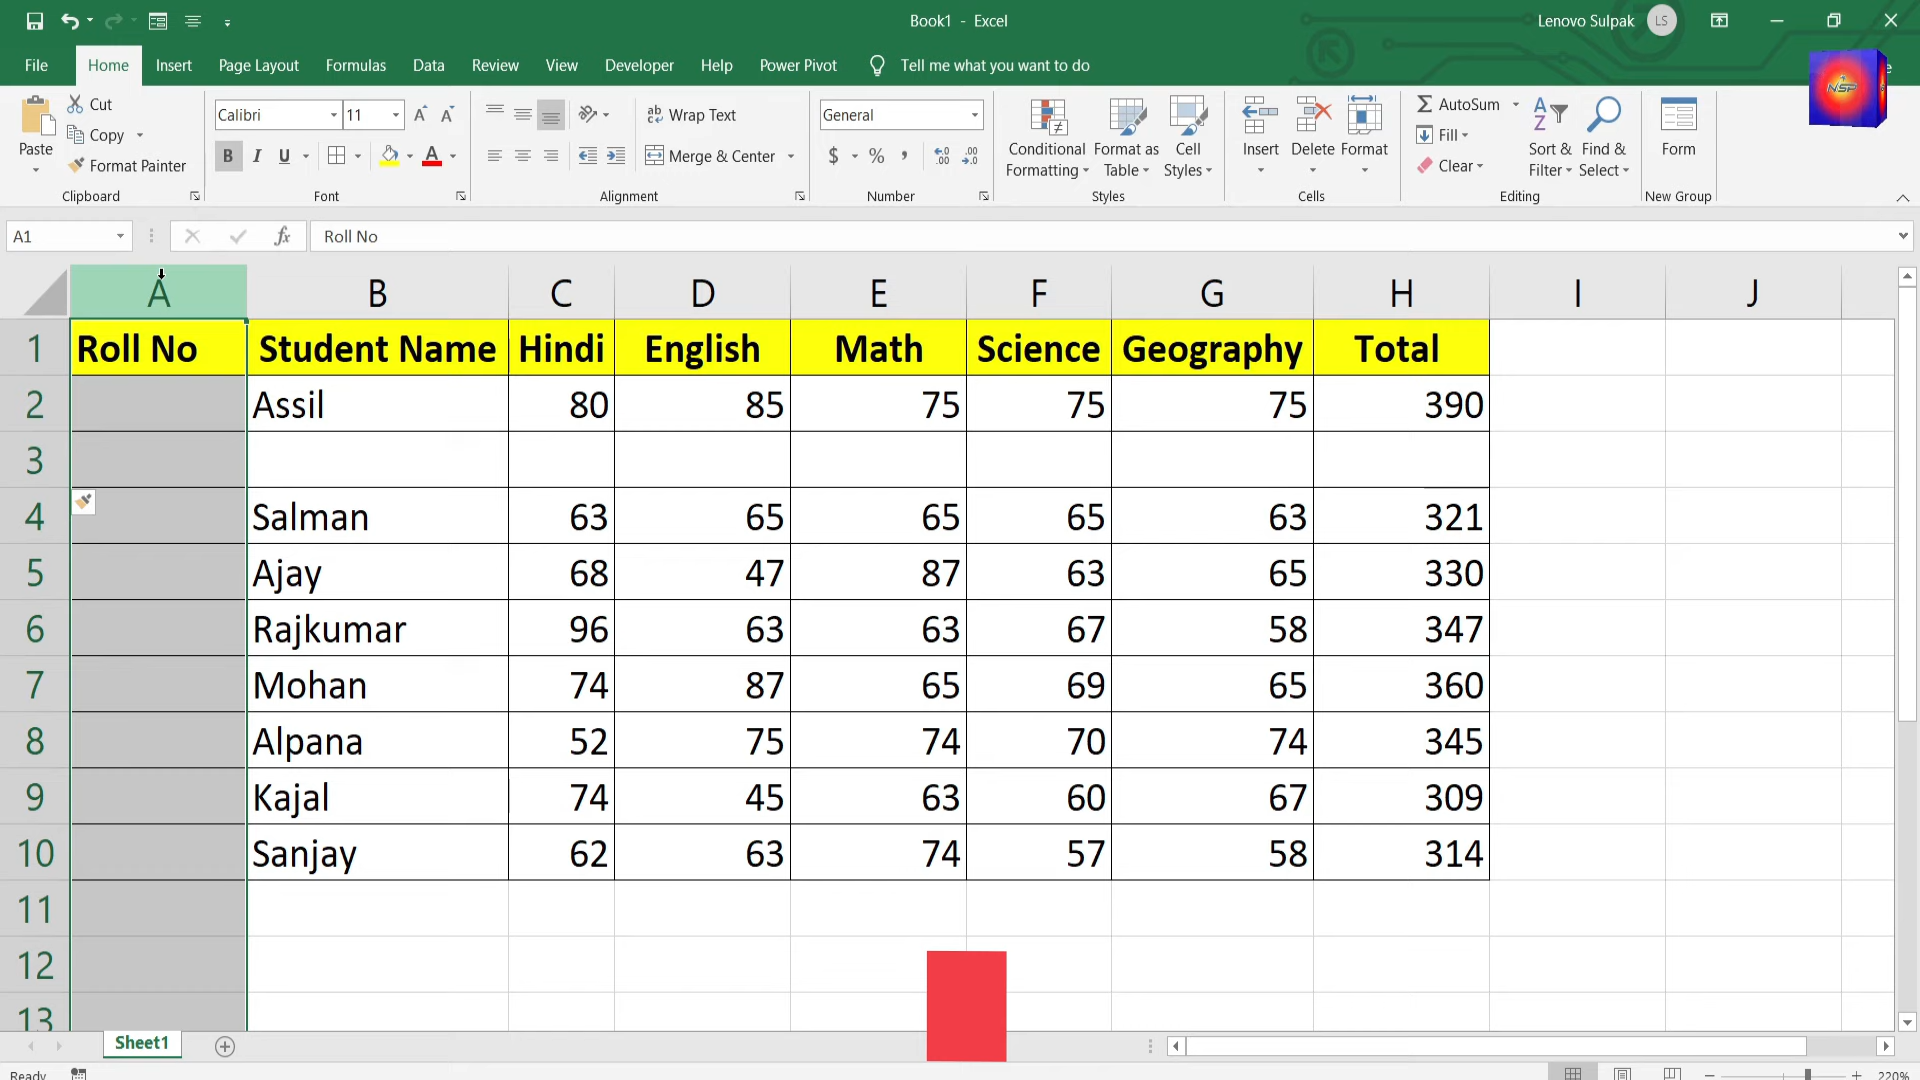 Book1 - Excel
Lenovo Sulpak LS
File Home Insert Page Layout Formulas Data Review View Developer Help Power Pivot Tell me what you want to do
NSP
Paste
Cut
Copy
Format Painter
Clipboard
Calibri 11
B I U
Font
Wrap Text
Merge & Center
Alignment
General
$ % ,
Number
Conditional Formatting
Format as Table
Cell Styles
Styles
Insert Delete Format
Cells
AutoSum
Fill
Clear
Sort & Filter
Find & Select
Editing
Form
New Group
A1 fx Roll No
A B C D E F G H I J
1 Roll No Student Name Hindi English Math Science Geography Total
2 Assil 80 85 75 75 75 390
3
4 Salman 63 65 65 65 63 321
5 Ajay 68 47 87 63 65 330
6 Rajkumar 96 63 63 67 58 347
7 Mohan 74 87 65 69 65 360
8 Alpana 52 75 74 70 74 345
9 Kajal 74 45 63 60 67 309
10 Sanjay 62 63 74 57 58 314
11
12
13
Sheet1
Ready 220%